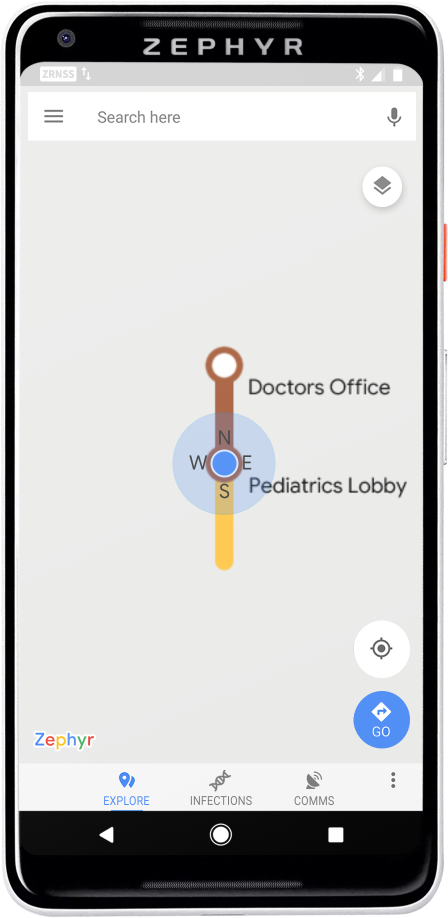 ZEPHYR
ZRNSS
Search here
Doctors Office
N
W E
S
Pediatrics Lobby
GO
Zephyr
EXPLORE INFECTIONS COMMS